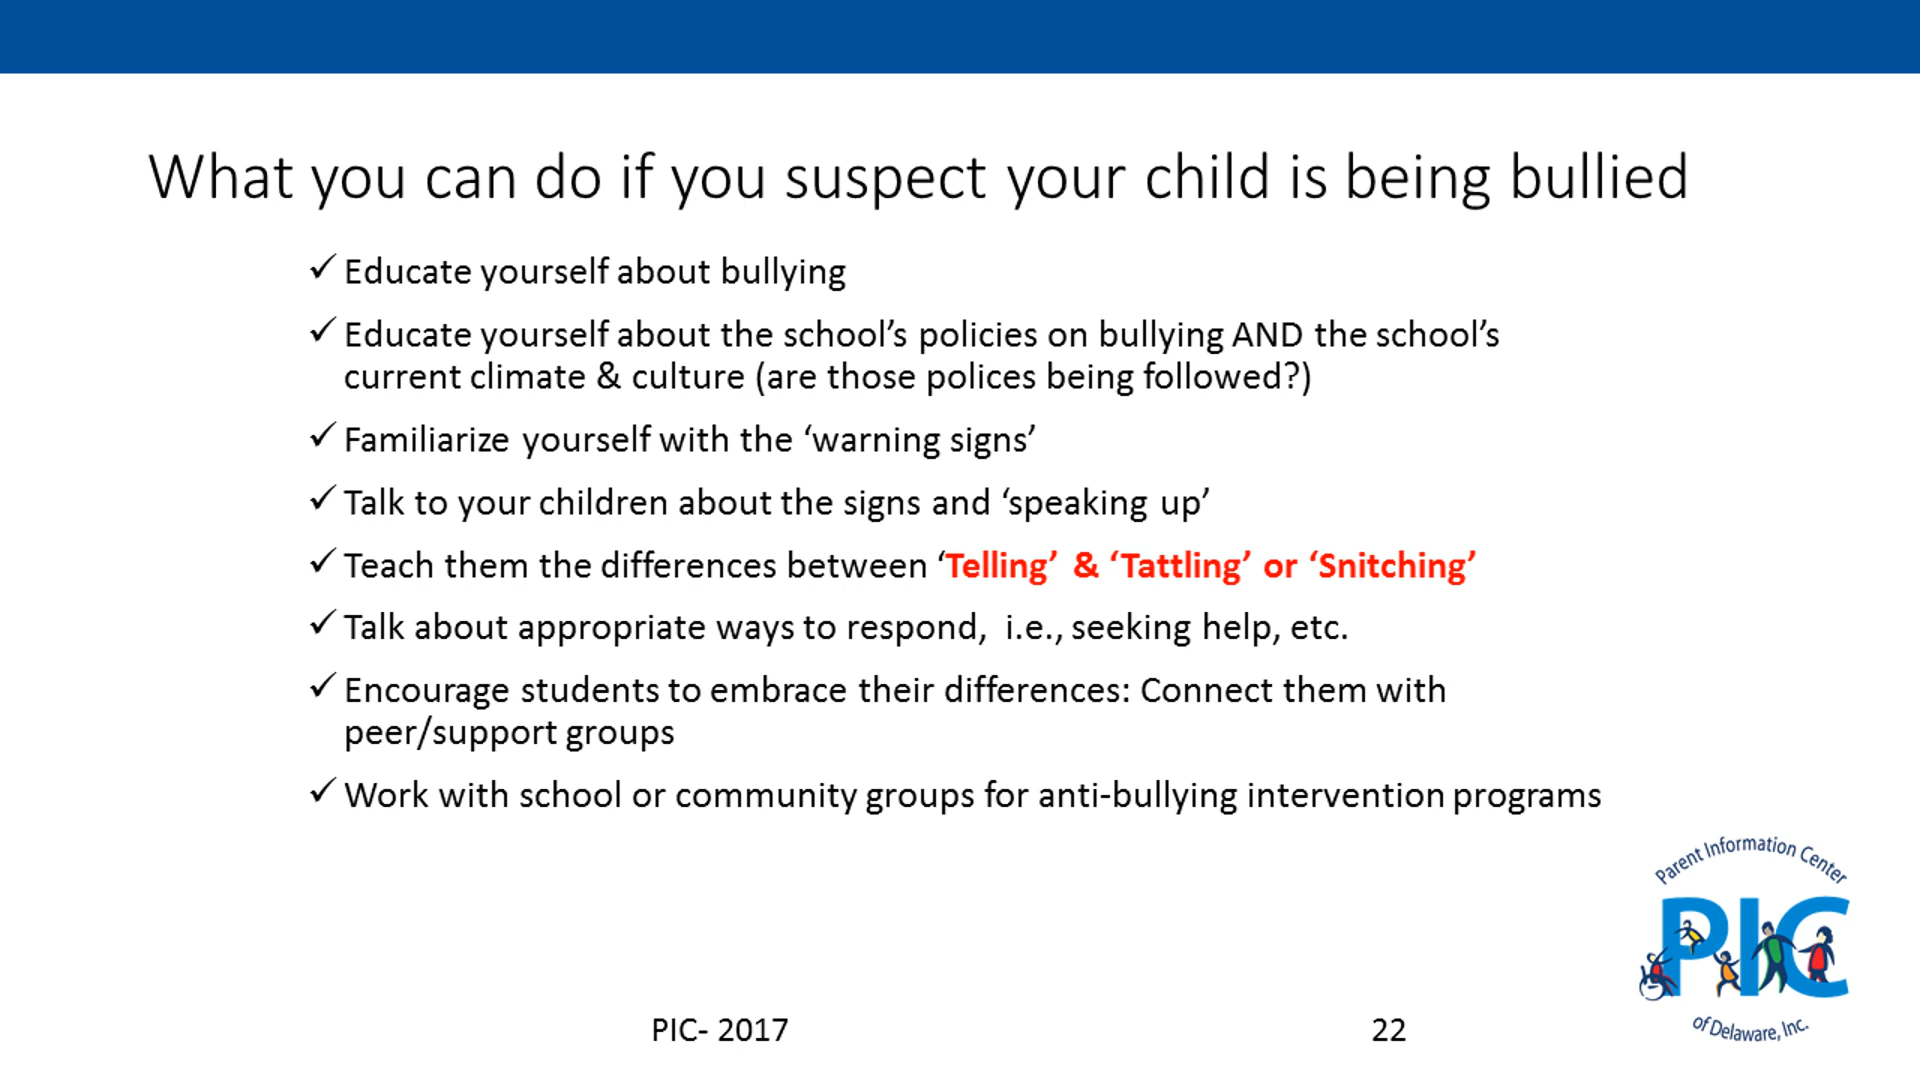 What you can do if you suspect your child is being bullied
✓ Educate yourself about bullying
✓ Educate yourself about the school’s policies on bullying AND the school’s
current climate & culture (are those polices being followed?)
✓ Familiarize yourself with the ‘warning signs’
✓ Talk to your children about the signs and ‘speaking up’
✓ Teach them the differences between ‘Telling’ & ‘Tattling’ or ‘Snitching’
✓ Talk about appropriate ways to respond, i.e., seeking help, etc.
✓ Encourage students to embrace their differences: Connect them with
peer/support groups
✓ Work with school or community groups for anti-bullying intervention programs
Parent Information Center
PIC
of Delaware, Inc.
PIC- 2017
22